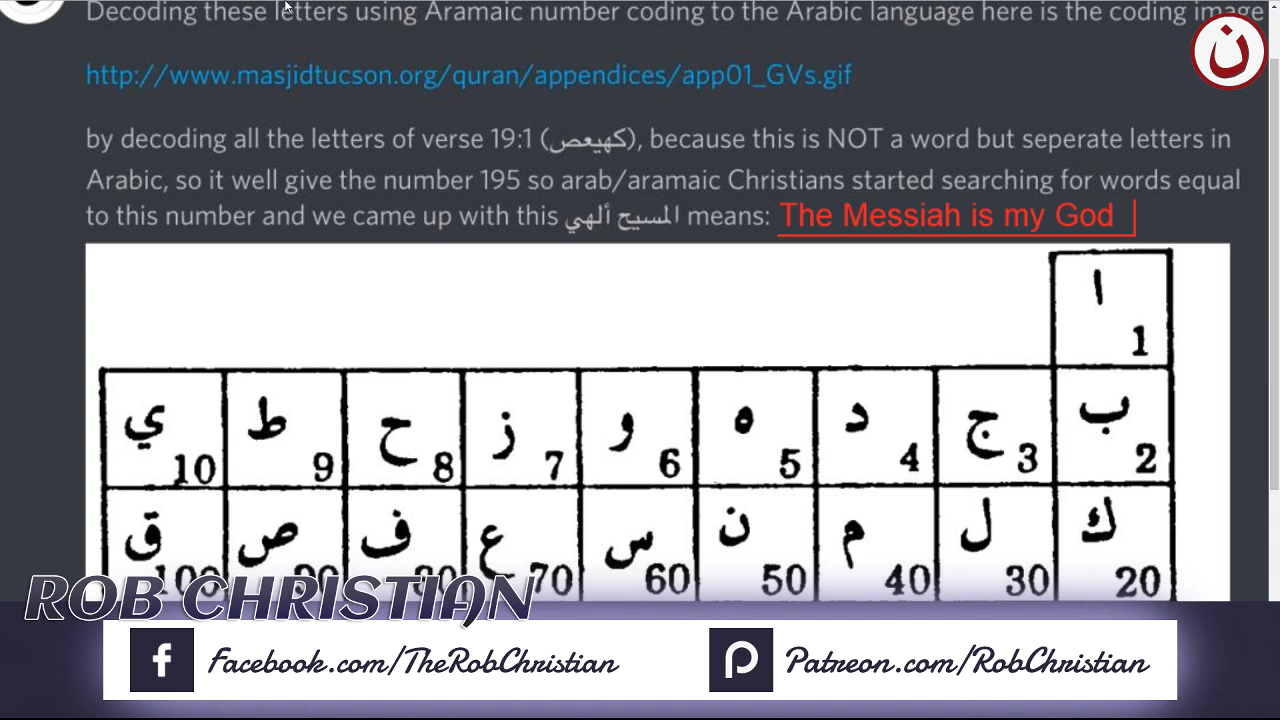 Decoding these letters using Aramaic number coding to the Arabic language here is the coding image
ن
http://www.masjidtucson.org/quran/appendices/app01_GVs.gif
by decoding all the letters of verse 19:1 (كهيعص), because this is NOT a word but seperate letters in
Arabic, so it well give the number 195 so arab/aramaic Christians started searching for words equal
to this number and we came up with this المسيح ألهي means: The Messiah is my God
ا 1
ي 10 ط 9 ح 8 ز 7 و 6 ه 5 د 4 ج 3 ب 2
ق 100 ص 90 ف 80 ع 70 س 60 ن 50 م 40 ل 30 ك 20
ROB CHRISTIAN
f Facebook.com/TheRobChristian Patreon.com/RobChristian